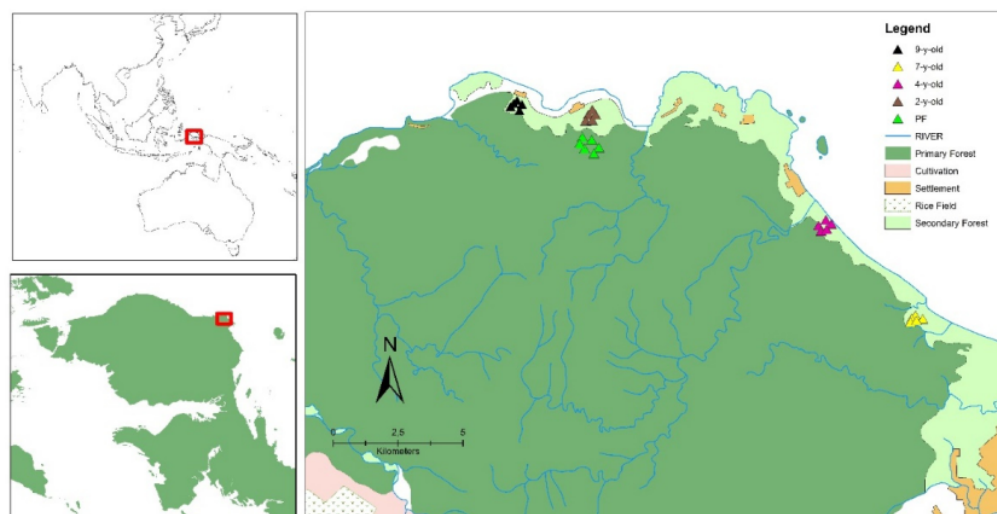 Legend
9-y-old
7-y-old
4-y-old
2-y-old
PF
RIVER
Primary Forest
Cultivation
Settlement
Rice Field
Secondary Forest
N
0 2.5 5
Kilometers